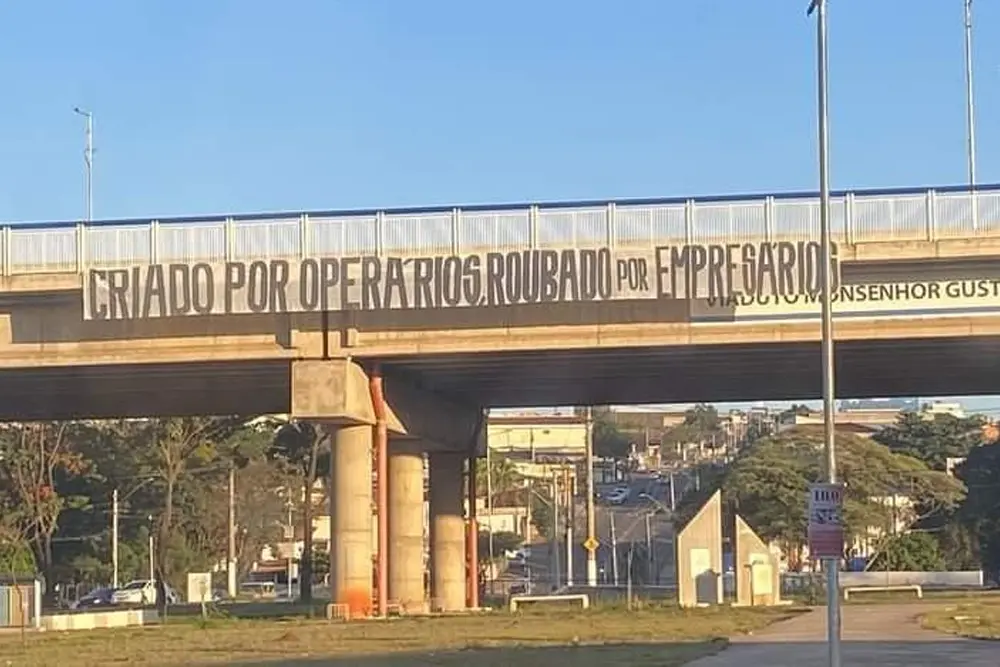 CRIADO POR OPERÁRIOS, ROUBADO POR EMPRESÁRIOS
VIADUTO MONSENHOR GUST